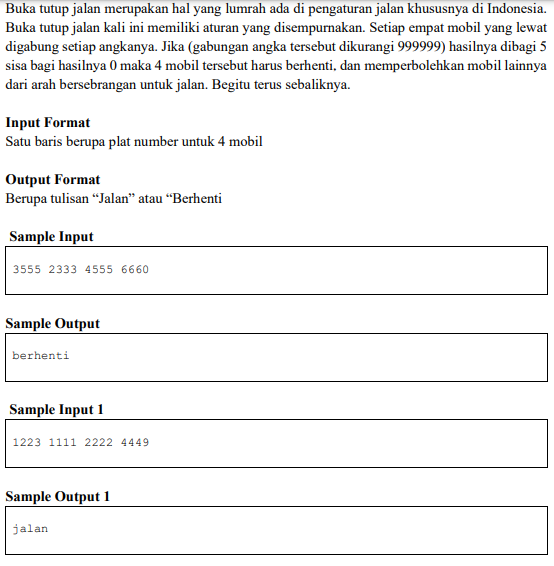 Buka tutup jalan merupakan hal yang lumrah ada di pengaturan jalan khususnya di Indonesia.
Buka tutup jalan kali ini memiliki aturan yang disempurnakan. Setiap empat mobil yang lewat
digabung setiap angkanya. Jika (gabungan angka tersebut dikurangi 999999) hasilnya dibagi 5
sisa bagi hasilnya 0 maka 4 mobil tersebut harus berhenti, dan memperbolehkan mobil lainnya
dari arah bersebrangan untuk jalan. Begitu terus sebaliknya.
Input Format
Satu baris berupa plat number untuk 4 mobil
Output Format
Berupa tulisan “Jalan” atau “Berhenti
Sample Input
3555 2333 4555 6660
Sample Output
berhenti
Sample Input 1
1223 1111 2222 4449
Sample Output 1
jalan